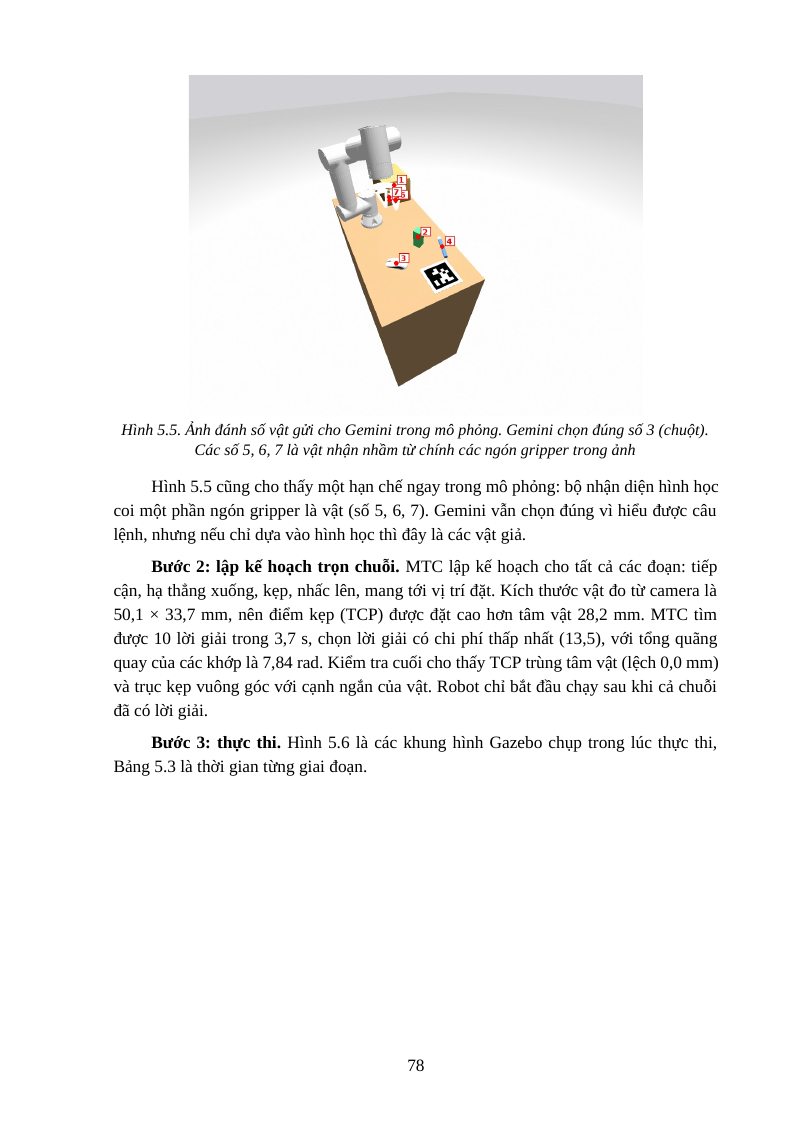 1
7
5
2
4
3
Hình 5.5. Ảnh đánh số vật gửi cho Gemini trong mô phỏng. Gemini chọn đúng số 3 (chuột).
Các số 5, 6, 7 là vật nhận nhầm từ chính các ngón gripper trong ảnh
Hình 5.5 cũng cho thấy một hạn chế ngay trong mô phỏng: bộ nhận diện hình học
coi một phần ngón gripper là vật (số 5, 6, 7). Gemini vẫn chọn đúng vì hiểu được câu
lệnh, nhưng nếu chỉ dựa vào hình học thì đây là các vật giả.
Bước 2: lập kế hoạch trọn chuỗi. MTC lập kế hoạch cho tất cả các đoạn: tiếp
cận, hạ thẳng xuống, kẹp, nhấc lên, mang tới vị trí đặt. Kích thước vật đo từ camera là
50,1 × 33,7 mm, nên điểm kẹp (TCP) được đặt cao hơn tâm vật 28,2 mm. MTC tìm
được 10 lời giải trong 3,7 s, chọn lời giải có chi phí thấp nhất (13,5), với tổng quãng
quay của các khớp là 7,84 rad. Kiểm tra cuối cho thấy TCP trùng tâm vật (lệch 0,0 mm)
và trục kẹp vuông góc với cạnh ngắn của vật. Robot chỉ bắt đầu chạy sau khi cả chuỗi
đã có lời giải.
Bước 3: thực thi. Hình 5.6 là các khung hình Gazebo chụp trong lúc thực thi,
Bảng 5.3 là thời gian từng giai đoạn.
78